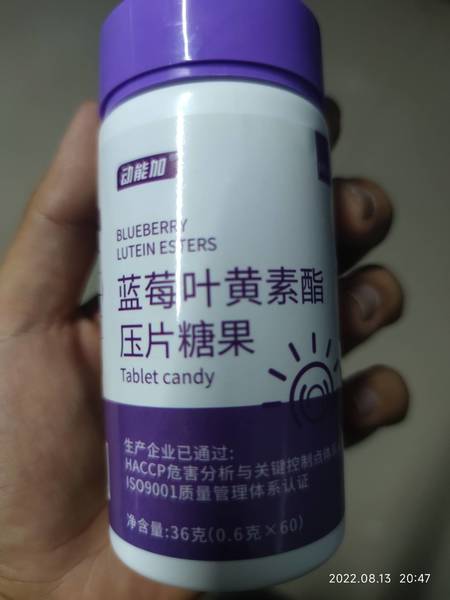 动能加
BLUEBERRY
LUTEIN ESTERS
蓝莓叶黄素酯
压片糖果
Tablet candy
生产企业已通过:
HACCP危害分析与关键控制点体
ISO9001质量管理体系认证
净含量:36克(0.6克×60)
2022.08.13 20:47